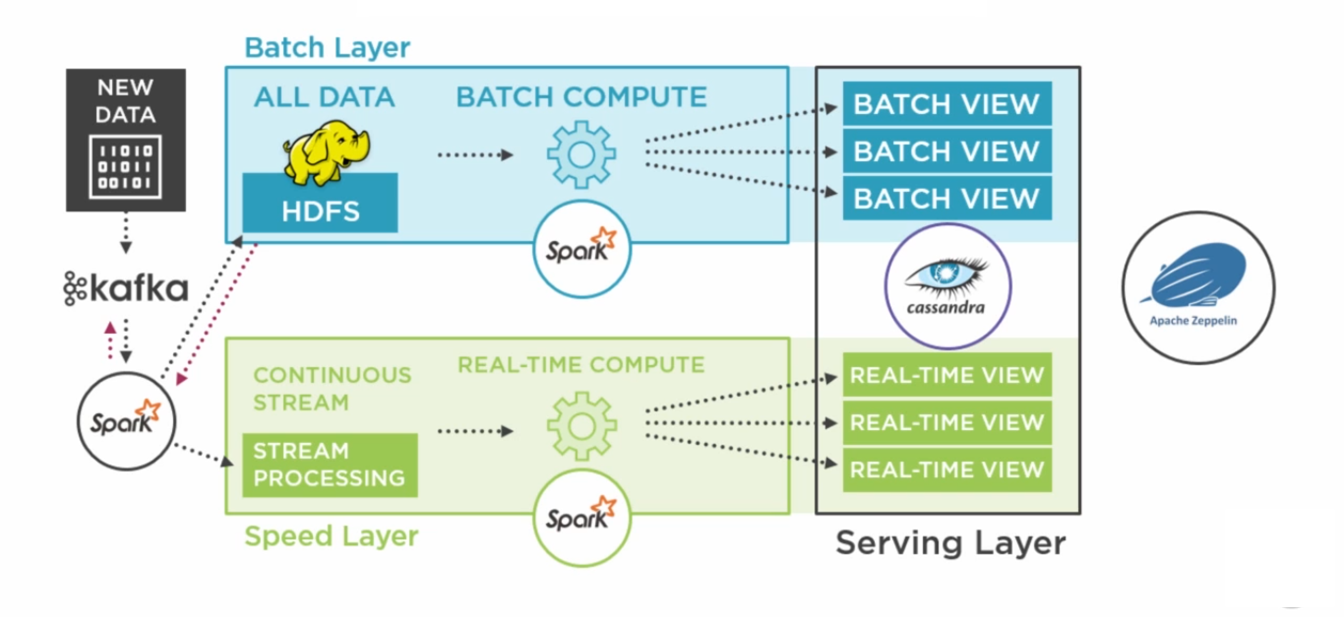 Batch Layer
NEW
DATA
11010
01011
00101
ALL DATA
HDFS
BATCH COMPUTE
Spark
BATCH VIEW
BATCH VIEW
BATCH VIEW
kafka
Spark
cassandra
Apache Zeppelin
CONTINUOUS
STREAM
STREAM
PROCESSING
REAL-TIME COMPUTE
Spark
REAL-TIME VIEW
REAL-TIME VIEW
REAL-TIME VIEW
Speed Layer
Serving Layer